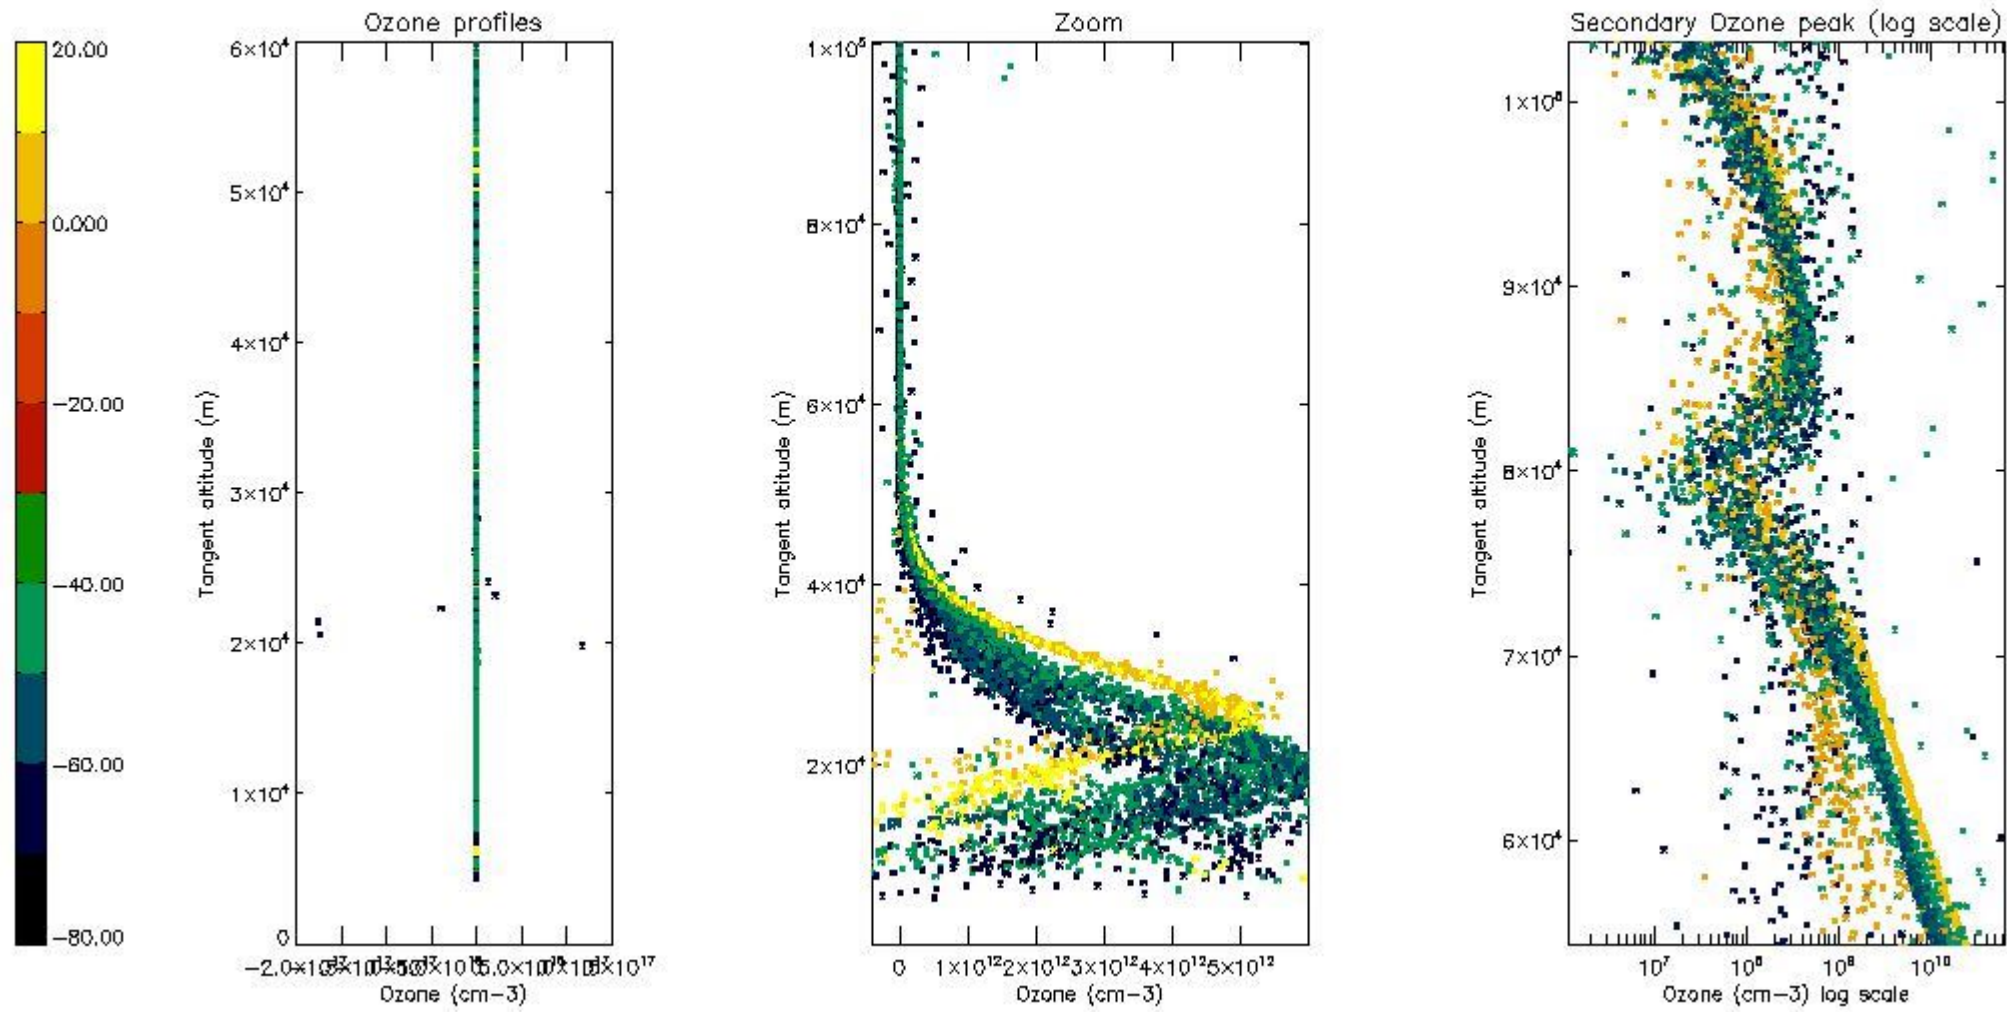 Ozone profiles
Zoom
Secondary Ozone peak (log scale)
20.00
0.000
−20.00
−40.00
−60.00
−80.00
6×10⁴
5×10⁴
4×10⁴
3×10⁴
2×10⁴
1×10⁴
0
Tangent altitude (m)
Ozone (cm−3)
1×10⁵
8×10⁴
6×10⁴
4×10⁴
2×10⁴
Tangent altitude (m)
0 1×10¹² 2×10¹² 3×10¹² 4×10¹² 5×10¹²
Ozone (cm−3)
9×10⁴
8×10⁴
7×10⁴
6×10⁴
Tangent altitude (m)
10⁷ 10⁸ 10⁹ 10¹⁰
Ozone (cm−3) log scale